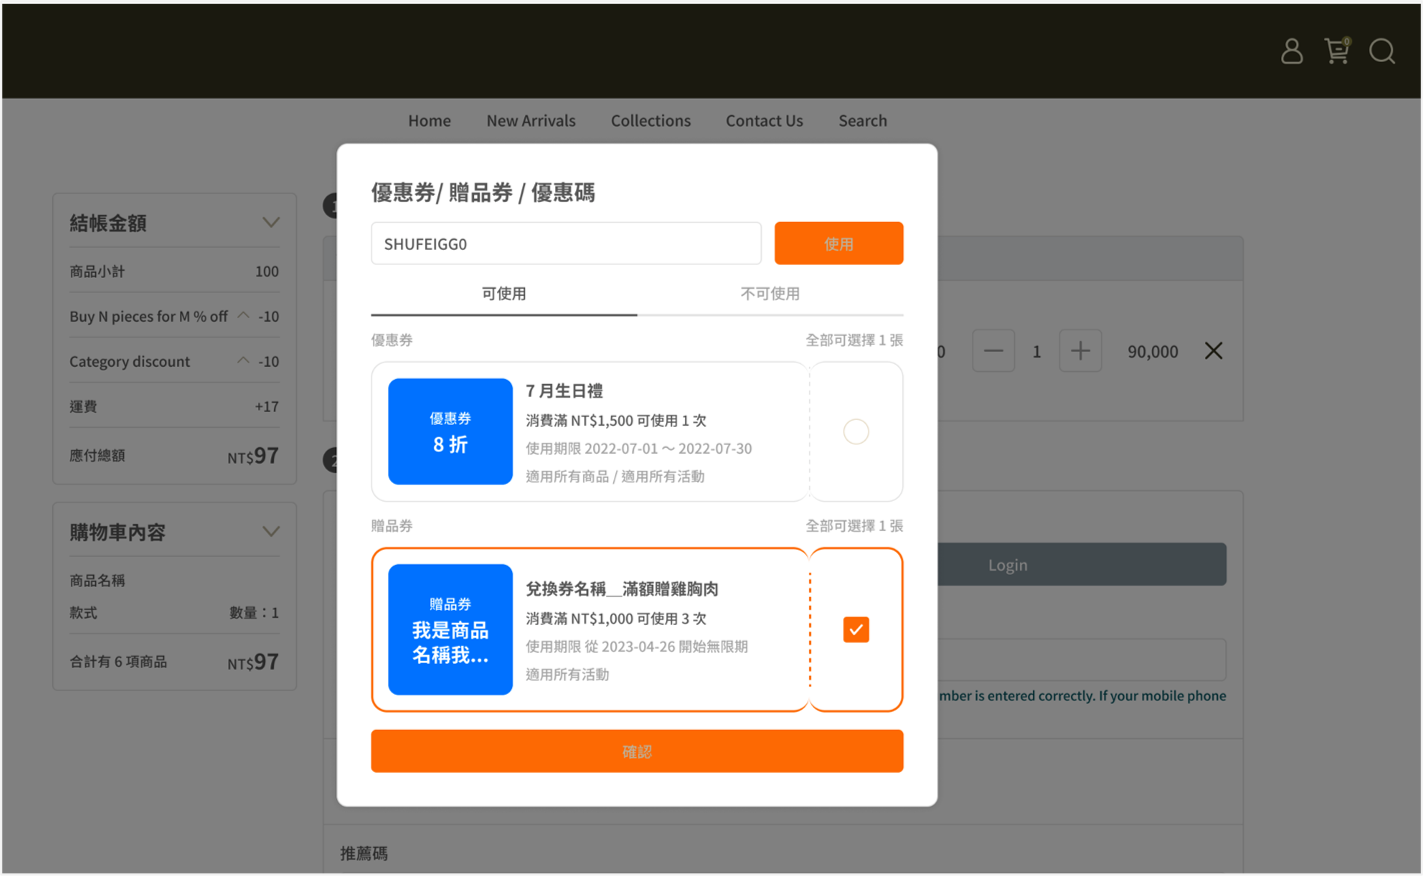 0
Home New Arrivals Collections Contact Us Search
結帳金額
商品小計 100
Buy N pieces for M % off -10
Category discount -10
運費 +17
應付總額 NT$97
購物車內容
商品名稱
款式 數量：1
合計有 6 項商品 NT$97
優惠券/ 贈品券 / 優惠碼
SHUFEIGG0 使用
可使用 不可使用
優惠券 全部可選擇 1 張
優惠券
8 折
7 月生日禮
消費滿 NT$1,500 可使用 1 次
使用期限 2022-07-01 ～ 2022-07-30
適用所有商品 / 適用所有活動
贈品券 全部可選擇 1 張
贈品券
我是商品
名稱我...
兌換券名稱__滿額贈雞胸肉
消費滿 NT$1,000 可使用 3 次
使用期限 從 2023-04-26 開始無限期
適用所有活動
確認
0 1 90,000
Login
mber is entered correctly. If your mobile phone
推薦碼